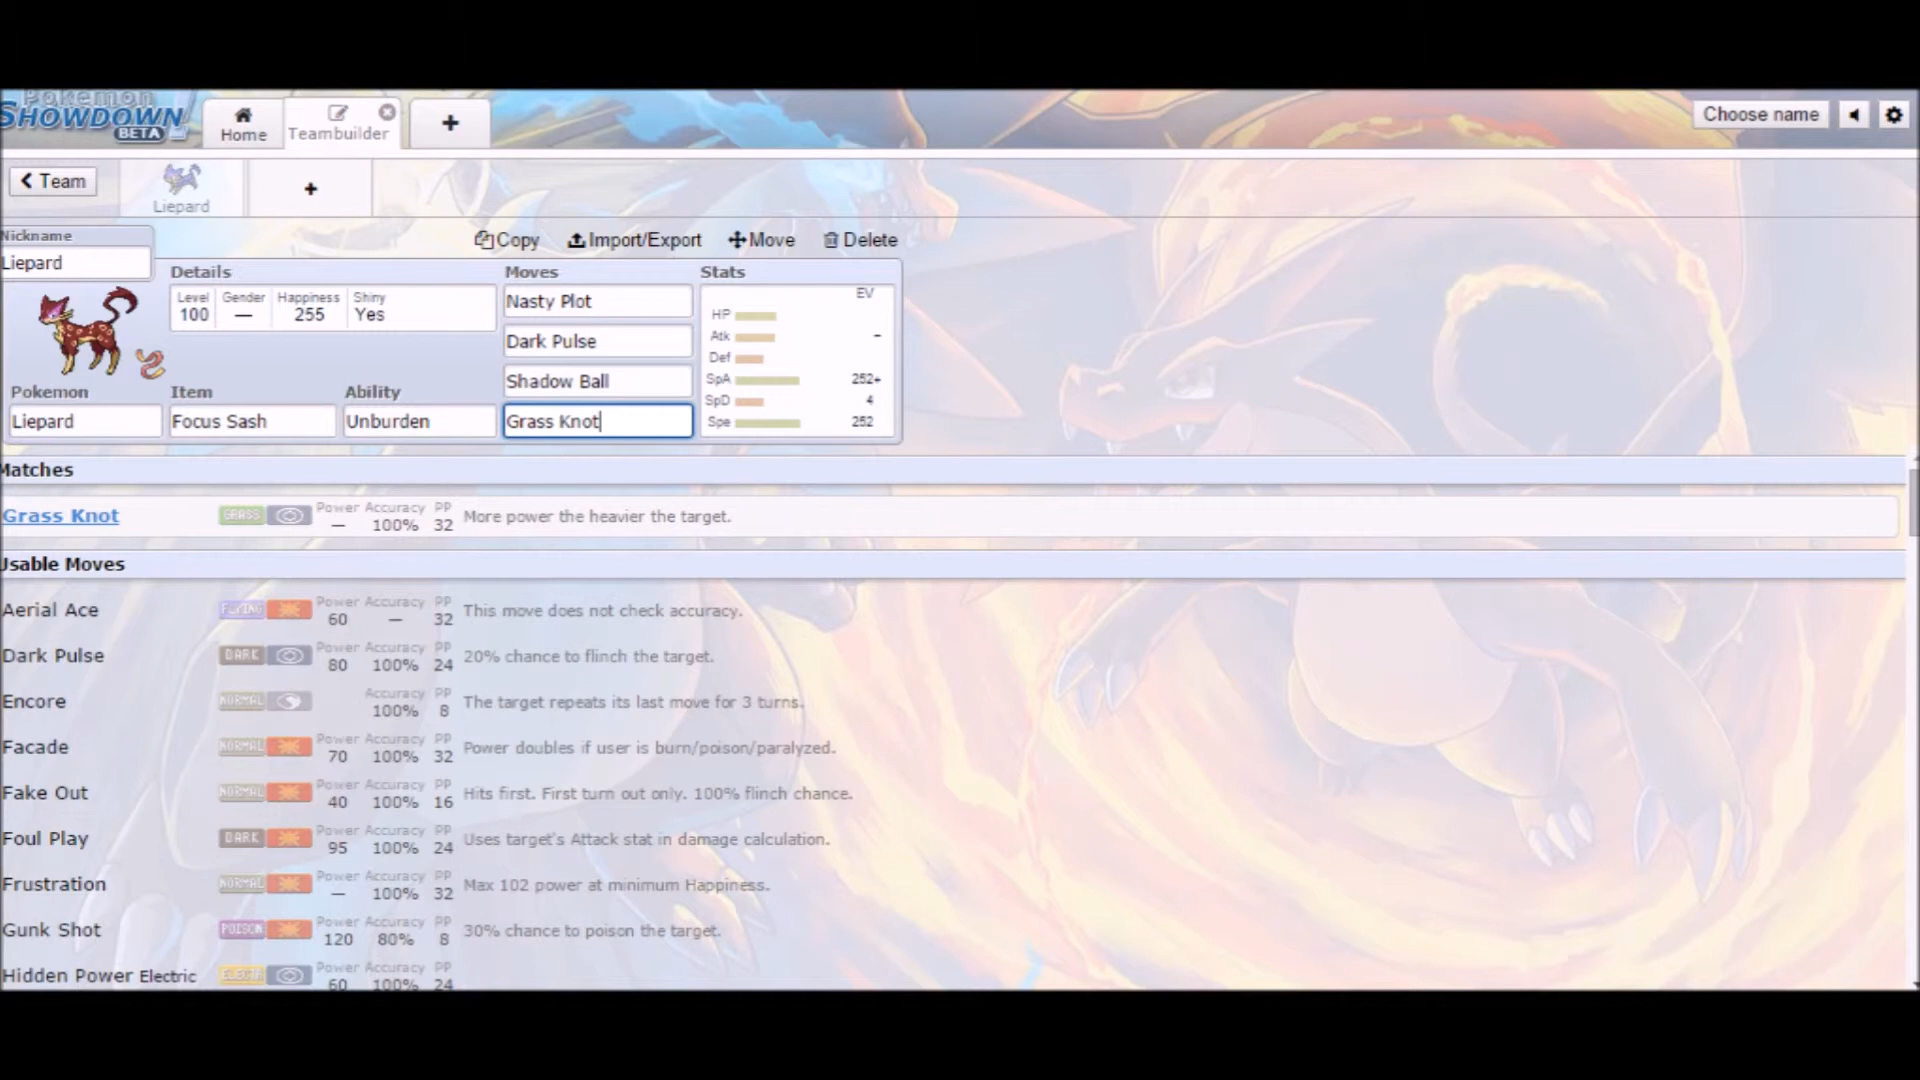 Pokemon
SHOWDOWN
BETA
Home
Teambuilder
+
Choose name
Team
Liepard
+
Nickname
Liepard
Copy
Import/Export
Move
Delete
Details
Level Gender Happiness Shiny
100 — 255 Yes
Moves
Nasty Plot
Dark Pulse
Shadow Ball
Grass Knot
Stats
EV
HP
Atk -
Def
SpA 252+
SpD 4
Spe 252
Pokemon Item Ability
Liepard Focus Sash Unburden
Matches
Grass Knot GRASS Power — Accuracy 100% PP 32 More power the heavier the target.
Usable Moves
Aerial Ace FLYING Power 60 Accuracy — PP 32 This move does not check accuracy.
Dark Pulse DARK Power 80 Accuracy 100% PP 24 20% chance to flinch the target.
Encore NORMAL Accuracy 100% PP 8 The target repeats its last move for 3 turns.
Facade NORMAL Power 70 Accuracy 100% PP 32 Power doubles if user is burn/poison/paralyzed.
Fake Out NORMAL Power 40 Accuracy 100% PP 16 Hits first. First turn out only. 100% flinch chance.
Foul Play DARK Power 95 Accuracy 100% PP 24 Uses target's Attack stat in damage calculation.
Frustration NORMAL Power — Accuracy 100% PP 32 Max 102 power at minimum Happiness.
Gunk Shot POISON Power 120 Accuracy 80% PP 8 30% chance to poison the target.
Hidden Power Electric ELECTR Power 60 Accuracy 100% PP 24